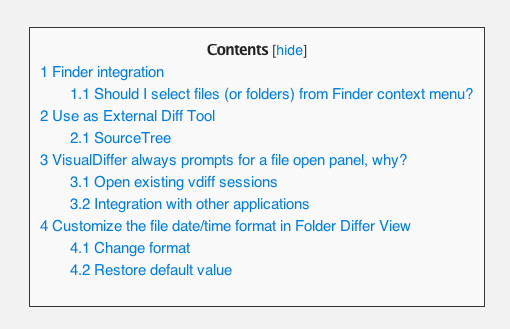 Contents [hide]
1 Finder integration
1.1 Should I select files (or folders) from Finder context menu?
2 Use as External Diff Tool
2.1 SourceTree
3 VisualDiffer always prompts for a file open panel, why?
3.1 Open existing vdiff sessions
3.2 Integration with other applications
4 Customize the file date/time format in Folder Differ View
4.1 Change format
4.2 Restore default value